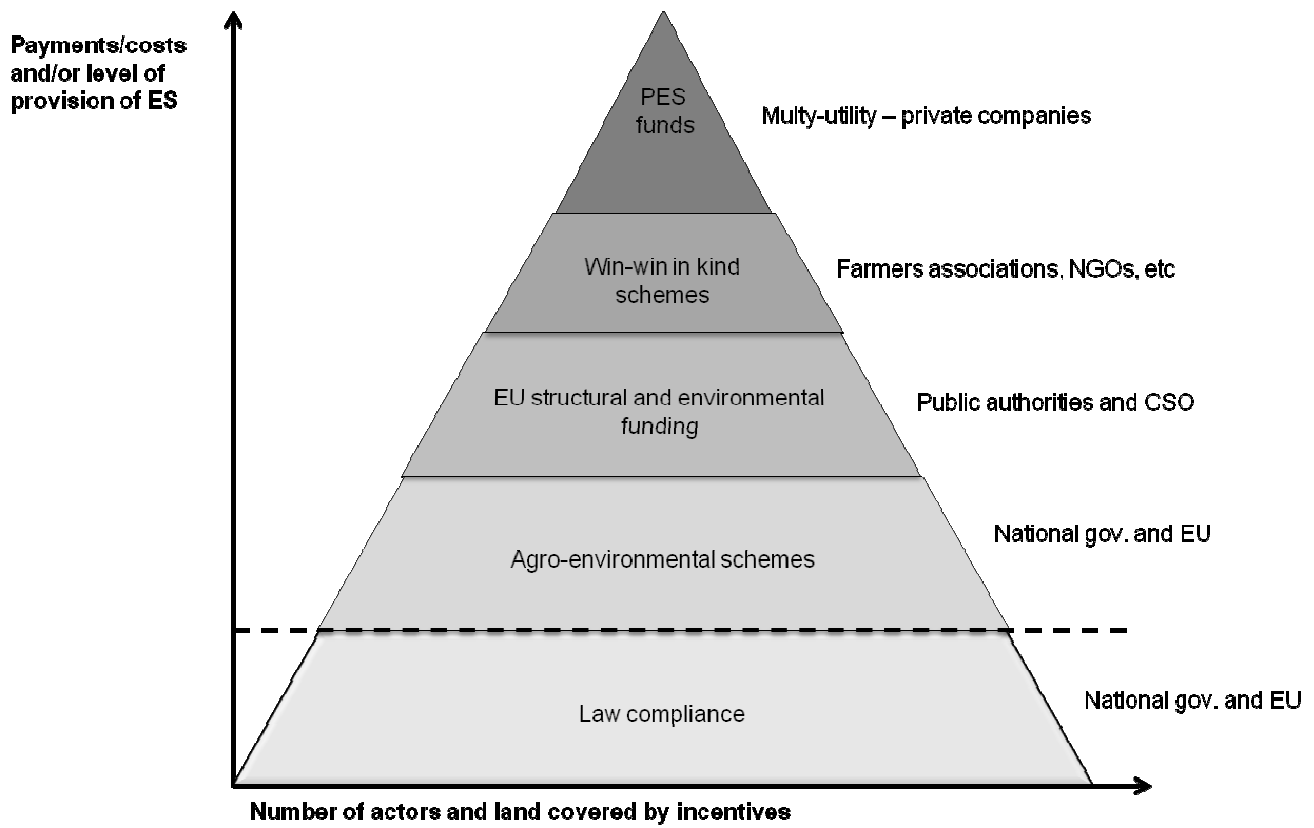 Payments/costs
and/or level of
provision of ES
PES
funds
Multy-utility – private companies
Win-win in kind
schemes
Farmers associations, NGOs, etc
EU structural and environmental
funding
Public authorities and CSO
National gov. and EU
Agro-environmental schemes
Law compliance
National gov. and EU
Number of actors and land covered by incentives